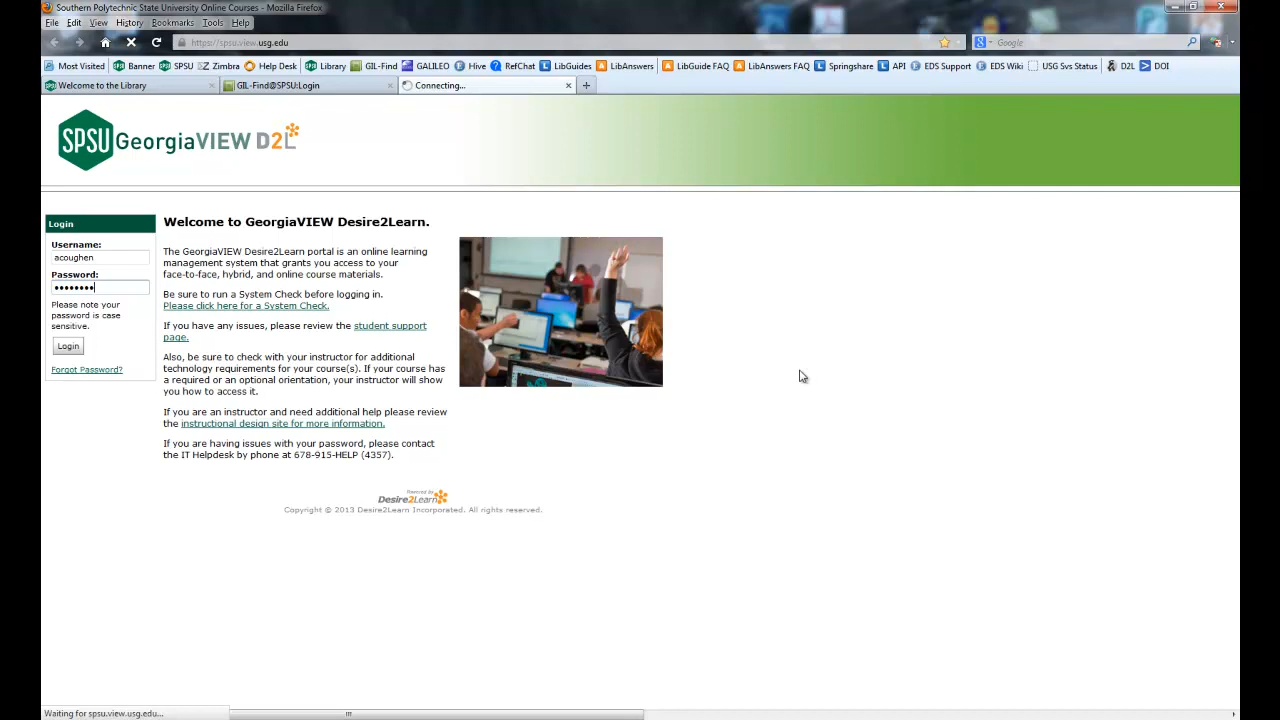 Southern Polytechnic State University Online Courses - Mozilla Firefox
File Edit View History Bookmarks Tools Help
https://spsu.view.usg.edu
Google
Most Visited Banner SPSU Zimbra Help Desk Library GIL-Find GALILEO Hive RefChat LibGuides LibAnswers LibGuide FAQ LibAnswers FAQ Springshare API EDS Support EDS Wiki USG Svs Status D2L DOI
Welcome to the Library GIL-Find@SPSU:Login Connecting...
SPSU GeorgiaVIEW D2L
Login
Username:
acoughen
Password:
Please note your
password is case
sensitive.
Login
Forgot Password?
Welcome to GeorgiaVIEW Desire2Learn.
The GeorgiaVIEW Desire2Learn portal is an online learning
management system that grants you access to your
face-to-face, hybrid, and online course materials.
Be sure to run a System Check before logging in.
Please click here for a System Check.
If you have any issues, please review the student support
page.
Also, be sure to check with your instructor for additional
technology requirements for your course(s). If your course has
a required or an optional orientation, your instructor will show
you how to access it.
If you are an instructor and need additional help please review
the instructional design site for more information.
If you are having issues with your password, please contact
the IT Helpdesk by phone at 678-915-HELP (4357).
Powered by
Desire2Learn
Copyright © 2013 Desire2Learn Incorporated. All rights reserved.
Waiting for spsu.view.usg.edu...